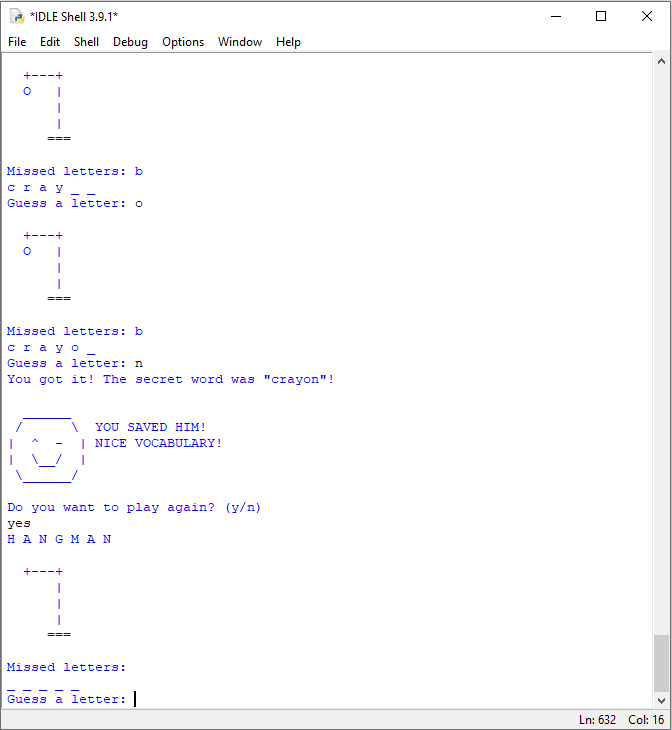 *IDLE Shell 3.9.1*
File Edit Shell Debug Options Window Help
  +---+
  O   |
      |
      |
     ===
Missed letters: b
c r a y _ _
Guess a letter: o
  +---+
  O   |
      |
      |
     ===
Missed letters: b
c r a y o _
Guess a letter: n
You got it! The secret word was "crayon"!
  ______
 /      \  YOU SAVED HIM!
|  ^  -  | NICE VOCABULARY!
|  \__/  |
 \______/
Do you want to play again? (y/n)
yes
H A N G M A N
  +---+
      |
      |
      |
     ===
Missed letters:
_ _ _ _ _
Guess a letter:
Ln: 632 Col: 16